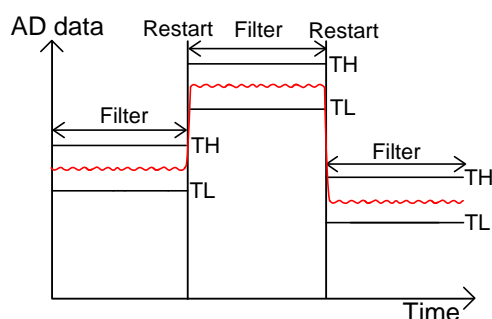 AD data
Restart
Filter
Restart
TH
TL
Filter
TH
TL
Filter
TH
TL
Time